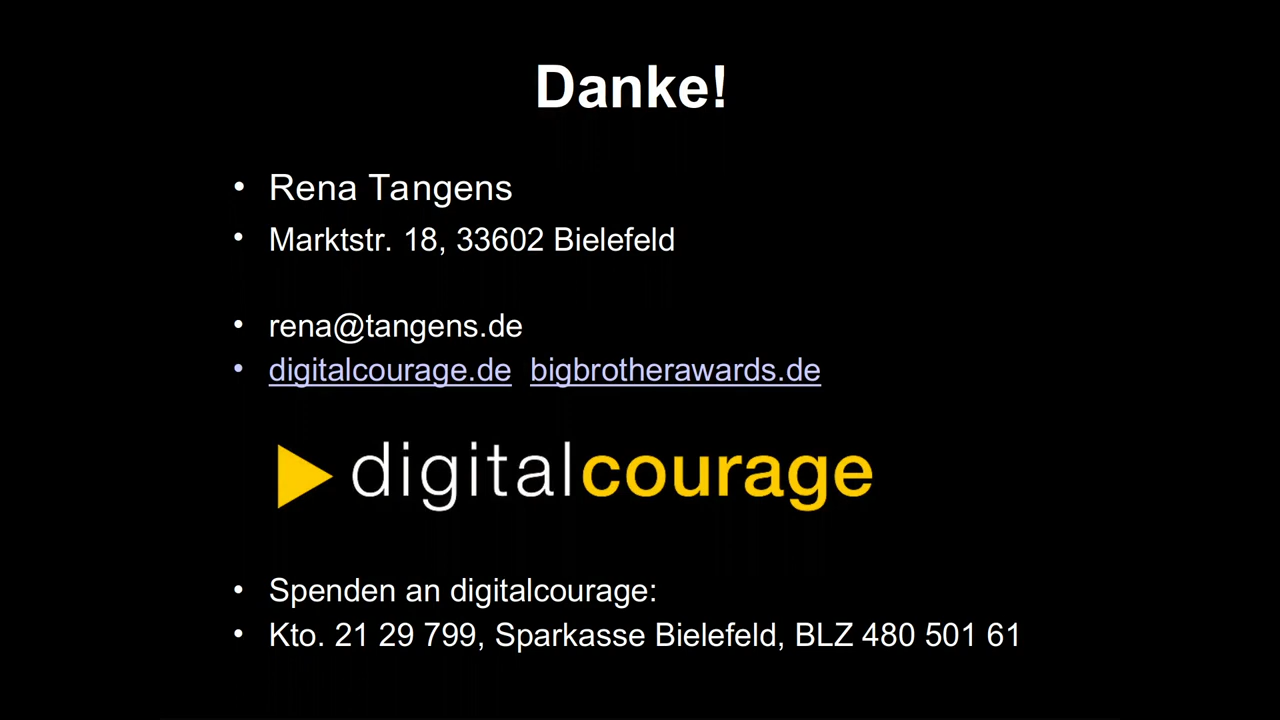 Danke!
• Rena Tangens
• Marktstr. 18, 33602 Bielefeld
• rena@tangens.de
• digitalcourage.de bigbrotherawards.de
digitalcourage
• Spenden an digitalcourage:
• Kto. 21 29 799, Sparkasse Bielefeld, BLZ 480 501 61